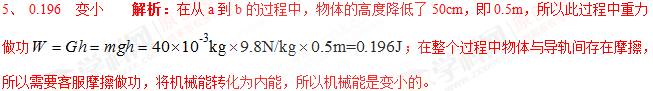 5、 0.196  变小    解析：在从 a 到 b 的过程中，物体的高度降低了 50cm，即 0.5m，所以此过程中重力
做功 W = Gh = mgh = 40×10⁻³kg×9.8N/kg×0.5m=0.196J；在整个过程中物体与导轨间存在摩擦，
所以需要客服摩擦做功，将机械能转化为内能，所以机械能是变小的。